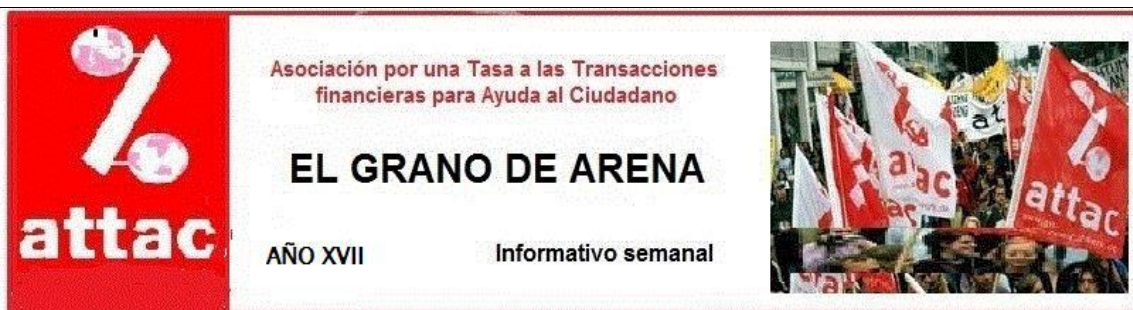 attac
Asociación por una Tasa a las Transacciones
financieras para Ayuda al Ciudadano
EL GRANO DE ARENA
AÑO XVII
Informativo semanal
attac
attac